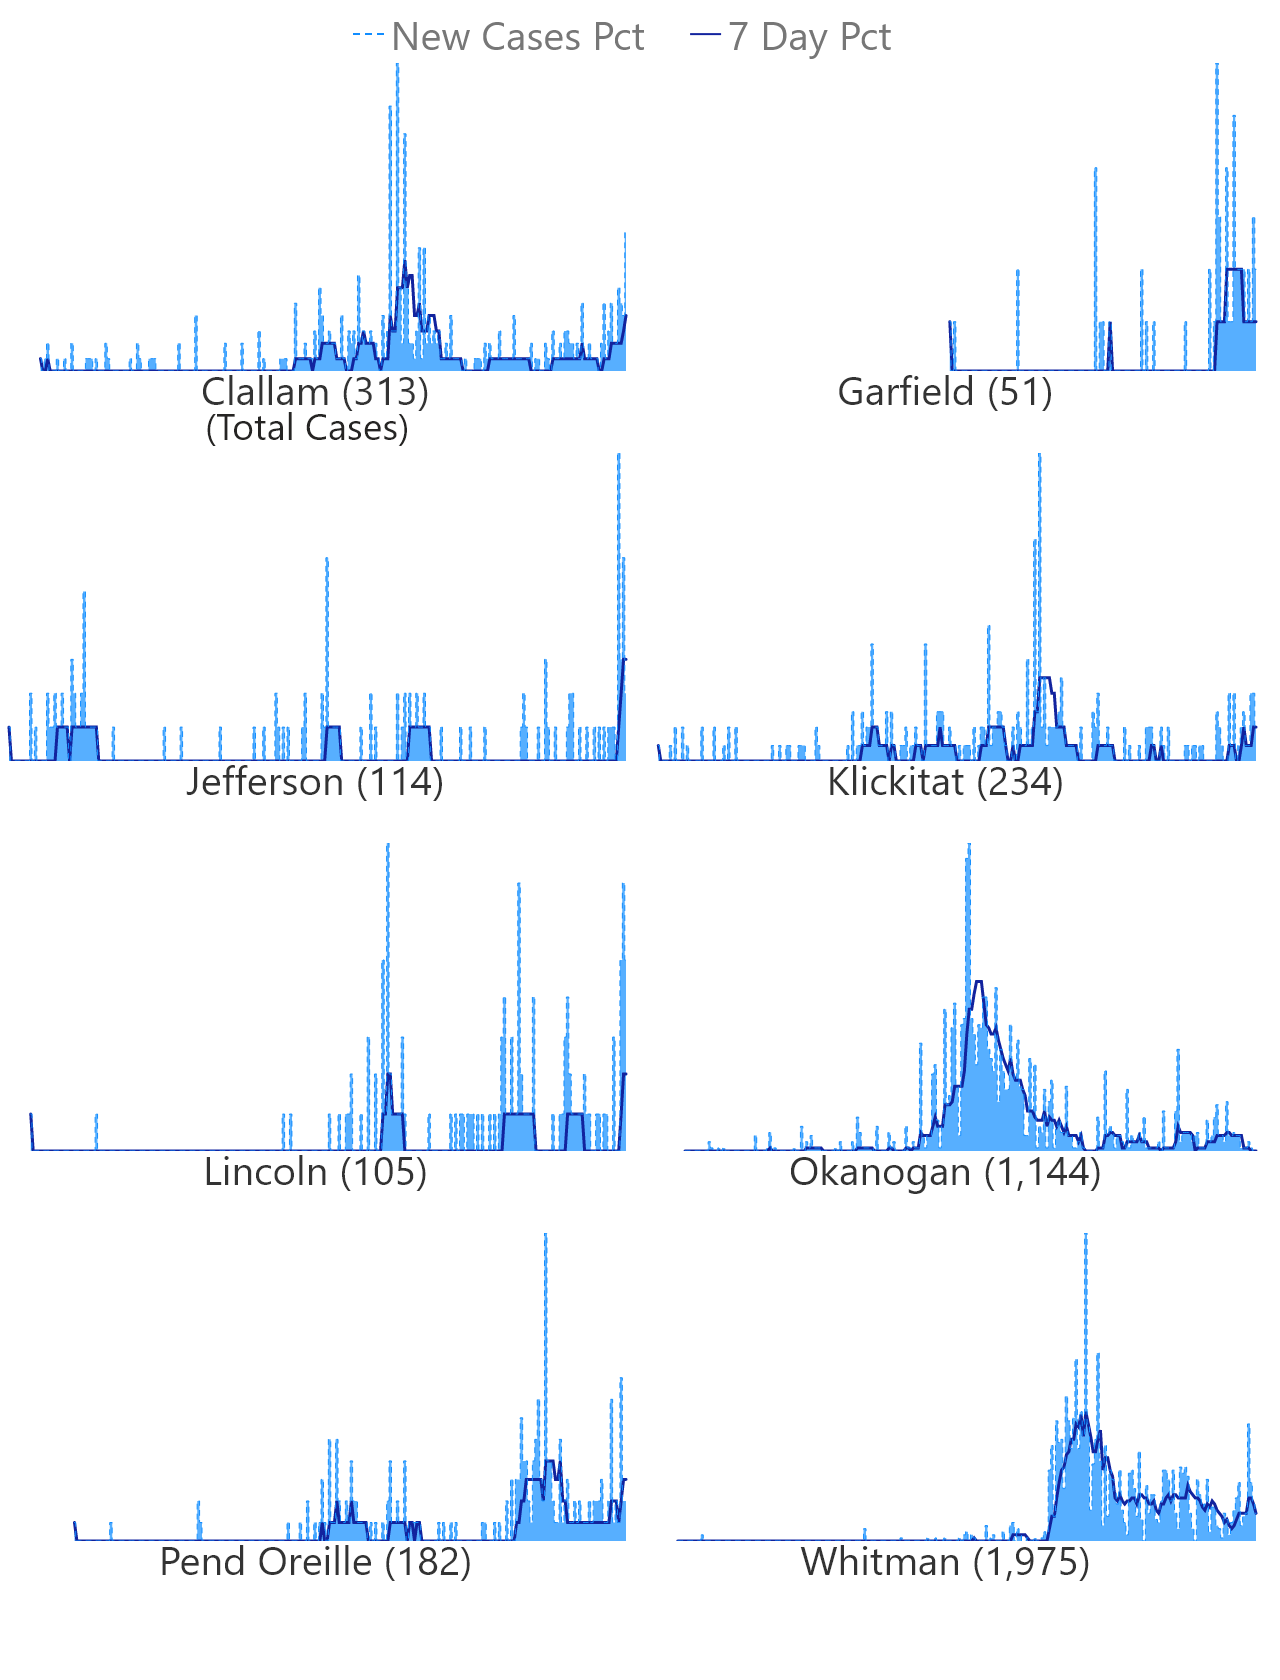 New Cases Pct 7 Day Pct
Clallam (313) Garfield (51)
(Total Cases)
Jefferson (114) Klickitat (234)
Lincoln (105) Okanogan (1,144)
Pend Oreille (182) Whitman (1,975)